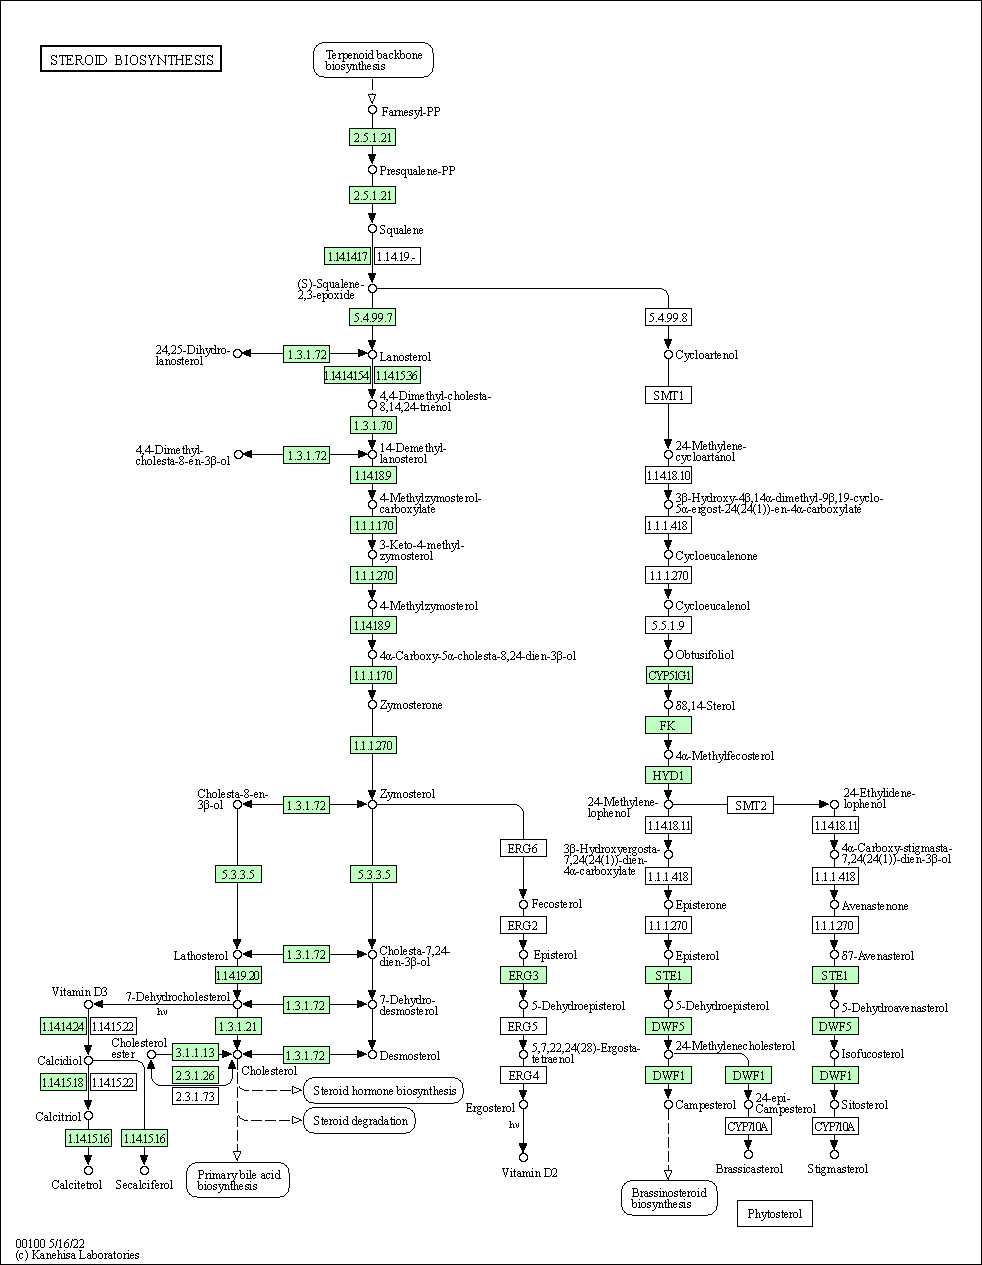 STEROID BIOSYNTHESIS
Terpenoid backbone
biosynthesis
Farnesyl-PP
2.5.1.21
Presqualene-PP
2.5.1.21
Squalene
1.14.14.17
1.14.19.-
(S)-Squalene-
2,3-epoxide
5.4.99.7
5.4.99.8
24,25-Dihydro-
lanosterol
1.3.1.72
Lanosterol
Cycloartenol
1.14.14.154
1.14.15.36
SMT1
4,4-Dimethyl-cholesta-
8,14,24-trienol
1.3.1.70
4,4-Dimethyl-
cholesta-8-en-3β-ol
1.3.1.72
14-Demethyl-
lanosterol
24-Methylene-
cycloartanol
1.14.18.9
1.14.18.10
4-Methylzymosterol-
carboxylate
3β-Hydroxy-4β,14α-dimethyl-9β,19-cyclo-
5α-ergost-24(24(1))-en-4α-carboxylate
1.1.1.170
1.1.1.418
3-Keto-4-methyl-
zymosterol
Cycloeucalenone
1.1.1.270
1.1.1.270
4-Methylzymosterol
Cycloeucalenol
1.14.18.9
5.5.1.9
4α-Carboxy-5α-cholesta-8,24-dien-3β-ol
Obtusifoliol
1.1.1.170
CYP51G1
Zymosterone
δ8,14-Sterol
1.1.1.270
FK
4α-Methylfecosterol
HYD1
Cholesta-8-en-
3β-ol
1.3.1.72
Zymosterol
24-Methylene-
lophenol
SMT2
24-Ethylidene-
lophenol
1.14.18.11
1.14.18.11
ERG6
3β-Hydroxyergosta-
7,24(24(1))-dien-
4α-carboxylate
4α-Carboxy-stigmasta-
7,24(24(1))-dien-3β-ol
5.3.3.5
5.3.3.5
1.1.1.418
1.1.1.418
Fecosterol
Episterone
Avenastenone
ERG2
1.1.1.270
1.1.1.270
Lathosterol
1.3.1.72
Cholesta-7,24-
dien-3β-ol
Episterol
Episterol
δ7-Avenasterol
1.14.19.20
ERG3
STE1
STE1
Vitamin D3
7-Dehydrocholesterol
hν
1.3.1.72
7-Dehydro-
desmosterol
5-Dehydroepisterol
5-Dehydroepisterol
5-Dehydroavenasterol
1.14.14.24
1.14.15.22
1.3.1.21
ERG5
DWF5
DWF5
Calcidiol
Cholesterol
ester
3.1.1.13
1.3.1.72
Desmosterol
5,7,22,24(28)-Ergosta-
tetraenol
24-Methylenecholesterol
Isofucosterol
Cholesterol
1.14.15.18
1.14.15.22
2.3.1.26
2.3.1.73
ERG4
DWF1
DWF1
DWF1
Steroid hormone biosynthesis
Calcitriol
Steroid degradation
Ergosterol
hν
Campesterol
24-epi-
Campesterol
Sitosterol
1.14.15.16
1.14.15.16
CYP710A
CYP710A
Calcitetrol
Secalciferol
Primary bile acid
biosynthesis
Vitamin D2
Brassicasterol
Stigmasterol
Brassinosteroid
biosynthesis
Phytosterol
00100 5/16/22
(c) Kanehisa Laboratories